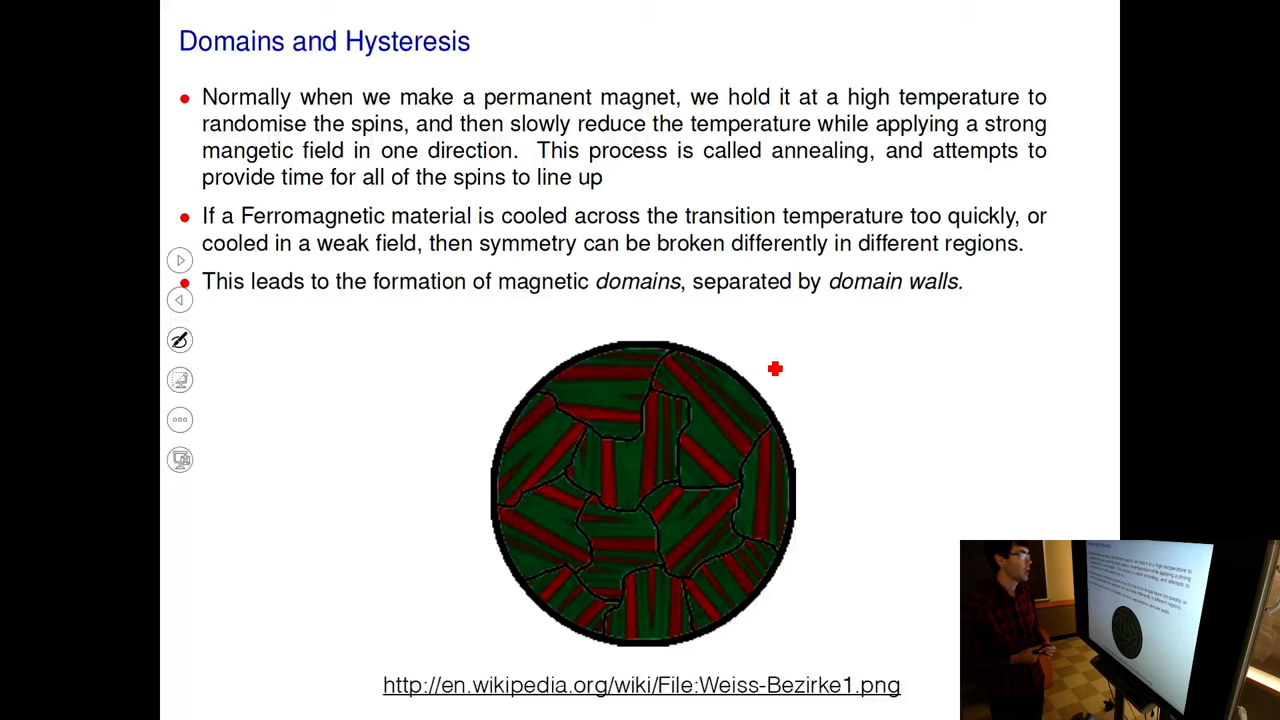 Domains and Hysteresis
Normally when we make a permanent magnet, we hold it at a high temperature to
randomise the spins, and then slowly reduce the temperature while applying a strong
mangetic field in one direction. This process is called annealing, and attempts to
provide time for all of the spins to line up
If a Ferromagnetic material is cooled across the transition temperature too quickly, or
cooled in a weak field, then symmetry can be broken differently in different regions.
This leads to the formation of magnetic domains, separated by domain walls.
http://en.wikipedia.org/wiki/File:Weiss-Bezirke1.png